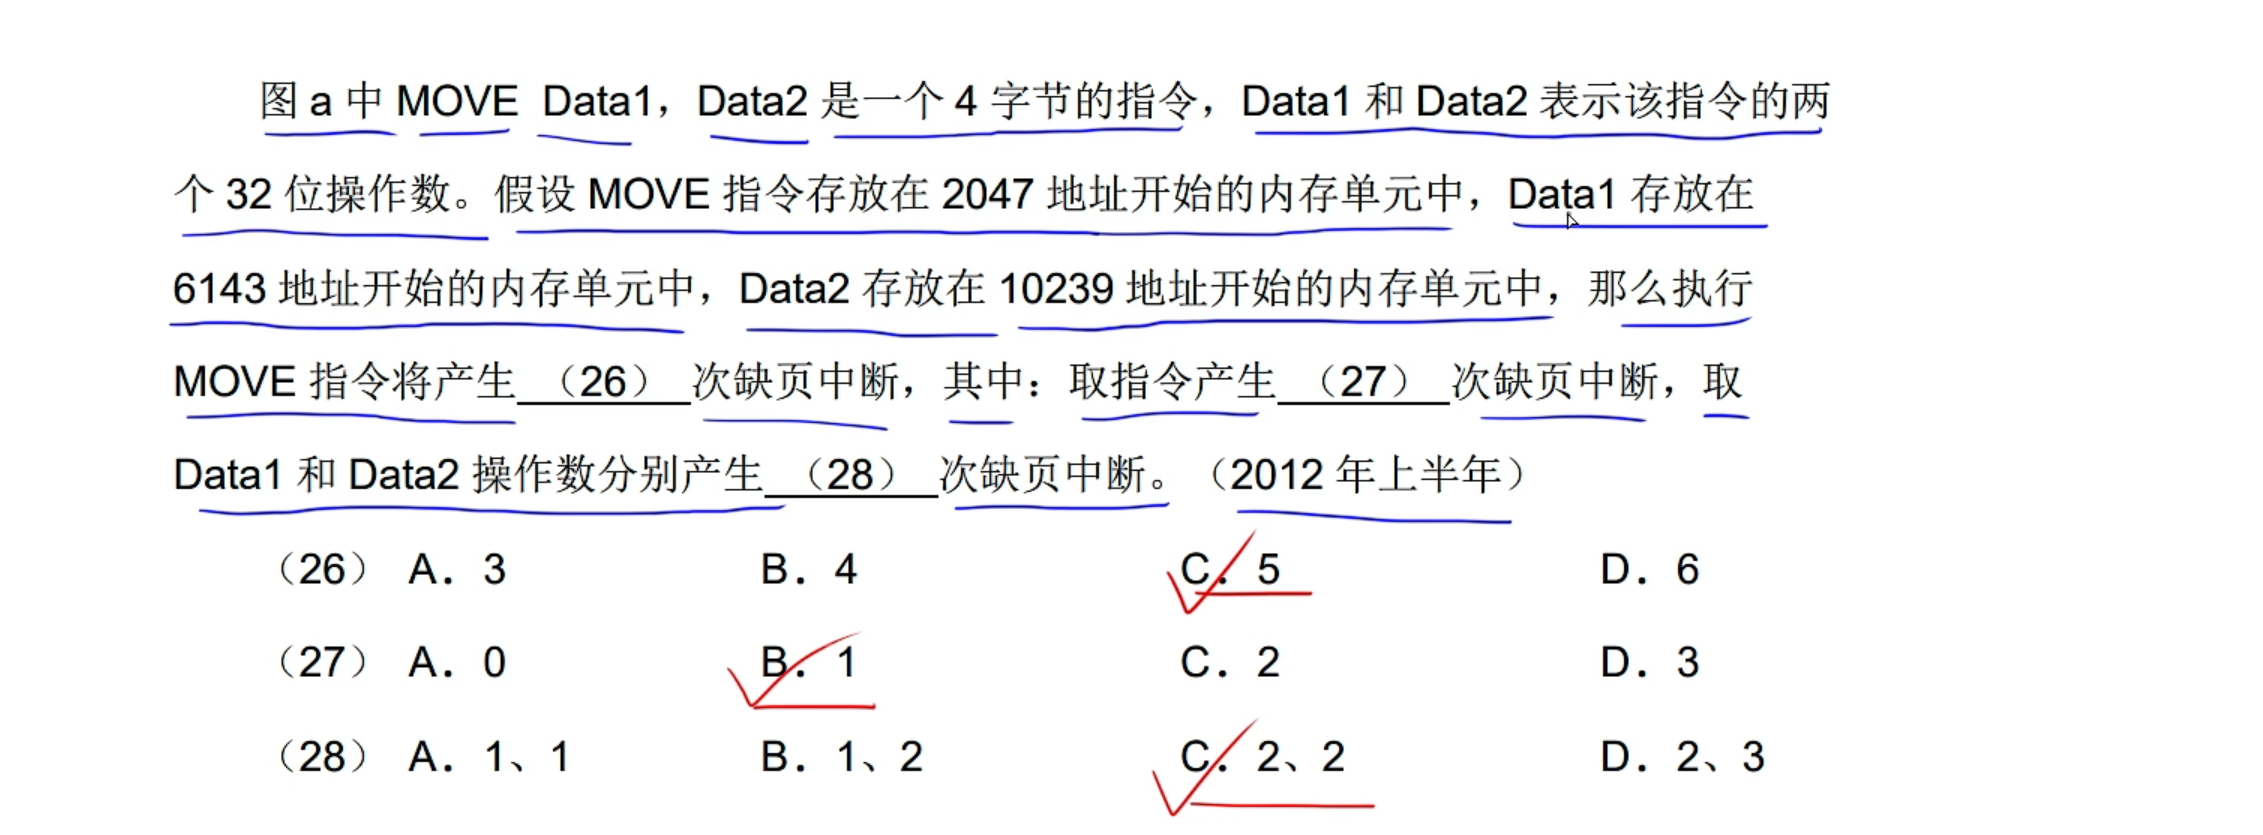 图 a 中 MOVE Data1，Data2 是一个 4 字节的指令，Data1 和 Data2 表示该指令的两
个 32 位操作数。假设 MOVE 指令存放在 2047 地址开始的内存单元中，Data1 存放在
6143 地址开始的内存单元中，Data2 存放在 10239 地址开始的内存单元中，那么执行
MOVE 指令将产生 （26） 次缺页中断，其中：取指令产生 （27） 次缺页中断，取
Data1 和 Data2 操作数分别产生 （28） 次缺页中断。（2012 年上半年）
（26） A．3 B．4 C．5 D．6
（27） A．0 B．1 C．2 D．3
（28） A．1、1 B．1、2 C．2、2 D．2、3